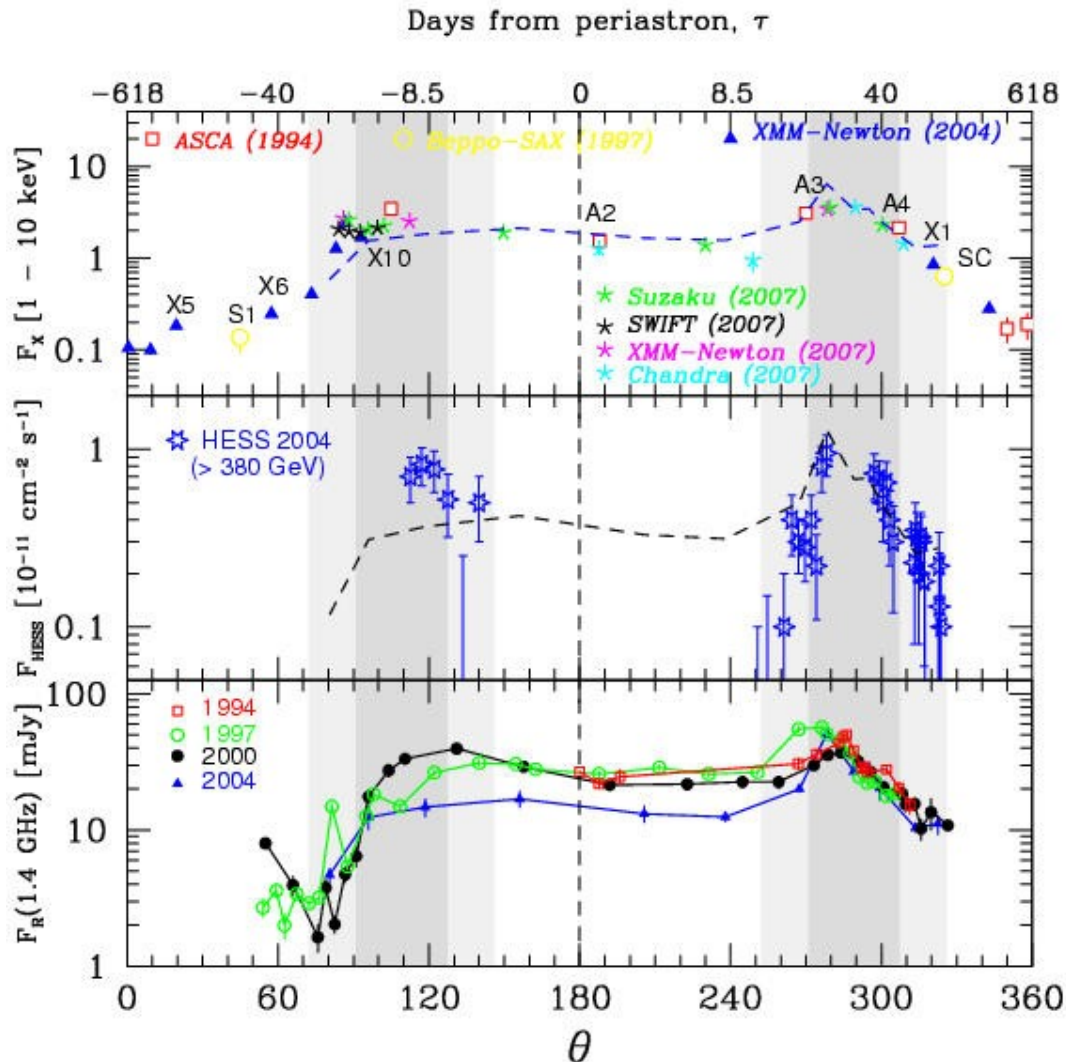 Days from periastron, τ
−618 −40 −8.5 0 8.5 40 618
ASCA (1994) Beppo−SAX (1997) XMM−Newton (2004)
F_X [1 − 10 keV]
10
1
0.1
X5
S1
X6
X10
A2
A3
A4
X1
SC
Suzaku (2007)
SWIFT (2007)
XMM−Newton (2007)
Chandra (2007)
F_HESS [10⁻¹¹ cm⁻² s⁻¹]
1
0.1
HESS 2004
(> 380 GeV)
F_R(1.4 GHz) [mJy]
100
10
1
1994
1997
2000
2004
0 60 120 180 240 300 360
θ